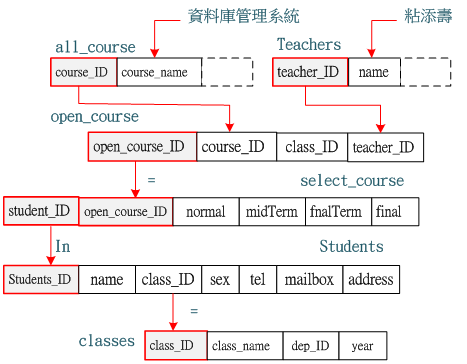 資料庫管理系統 粘添壽
all_course Teachers
course_ID course_name teacher_ID name
open_course
open_course_ID course_ID class_ID teacher_ID
= select_course
student_ID open_course_ID normal midTerm fnalTerm final
In Students
Students_ID name class_ID sex tel mailbox address
=
classes class_ID class_name dep_ID year